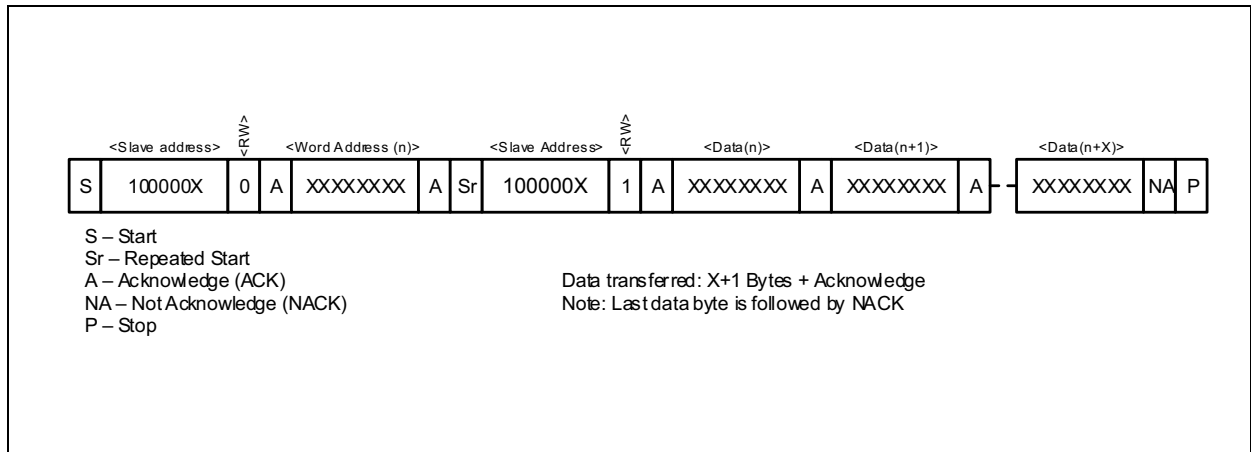 <Slave address> <RW> <Word Address (n)> <Slave Address> <RW> <Data(n)> <Data(n+1)> <Data(n+X)>
S 100000X 0 A XXXXXXXX A Sr 100000X 1 A XXXXXXXX A XXXXXXXX A XXXXXXXX NA P
S – Start
Sr – Repeated Start
A – Acknowledge (ACK)
NA – Not Acknowledge (NACK)
P – Stop
Data transferred: X+1 Bytes + Acknowledge
Note: Last data byte is followed by NACK